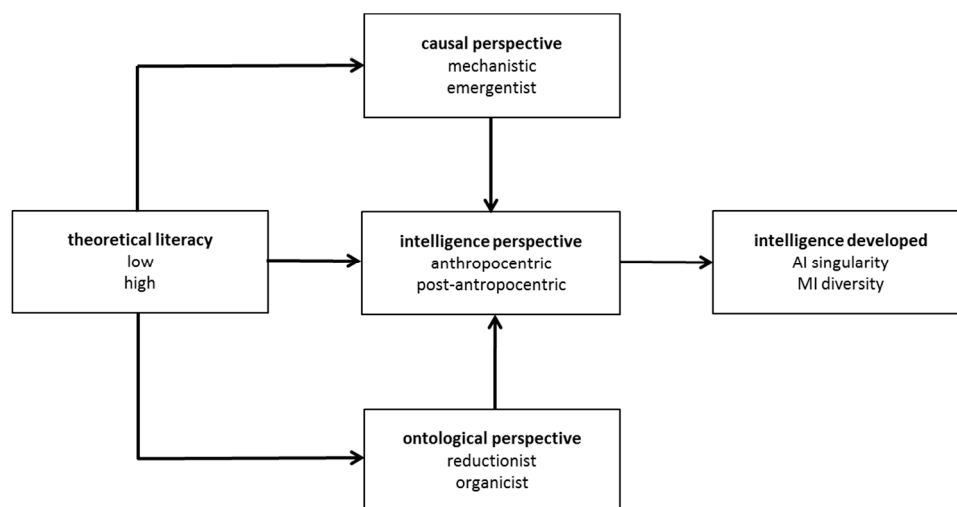 causal perspective
mechanistic
emergentist
theoretical literacy
low
high
intelligence perspective
anthropocentric
post-antropocentric
intelligence developed
AI singularity
MI diversity
ontological perspective
reductionist
organicist